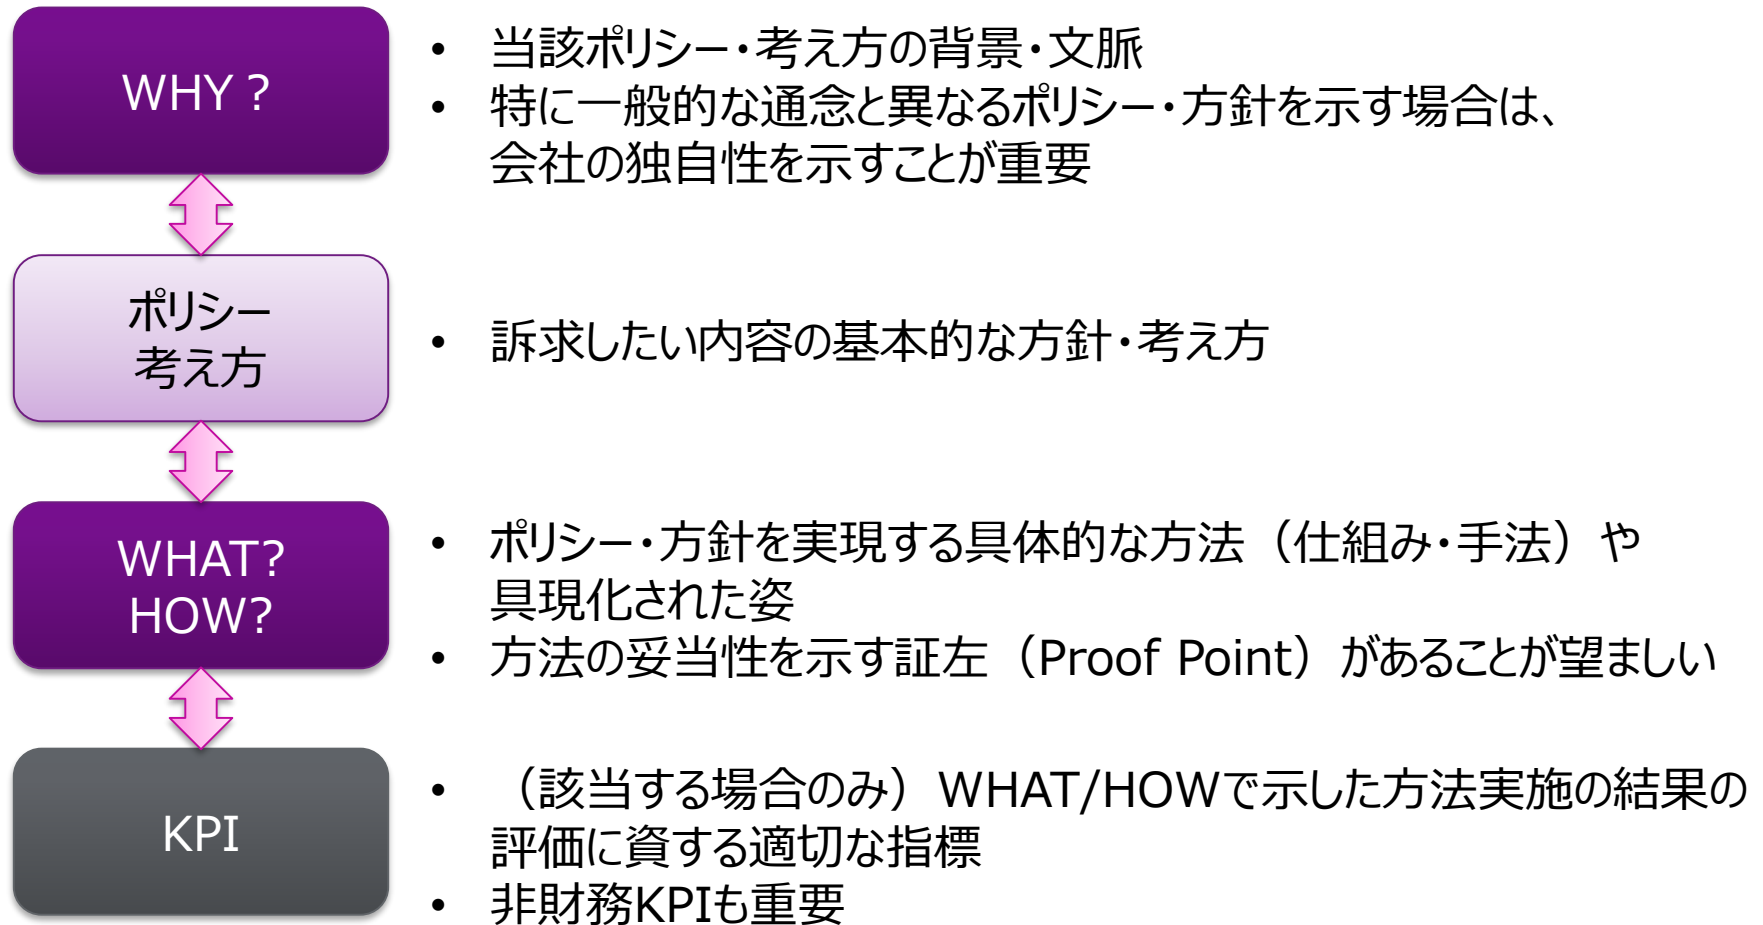 WHY？
• 当該ポリシー・考え方の背景・文脈
• 特に一般的な通念と異なるポリシー・方針を示す場合は、
会社の独自性を示すことが重要
ポリシー
考え方
• 訴求したい内容の基本的な方針・考え方
WHAT?
HOW?
• ポリシー・方針を実現する具体的な方法（仕組み・手法）や
具現化された姿
• 方法の妥当性を示す証左（Proof Point）があることが望ましい
KPI
• （該当する場合のみ）WHAT/HOWで示した方法実施の結果の
評価に資する適切な指標
• 非財務KPIも重要